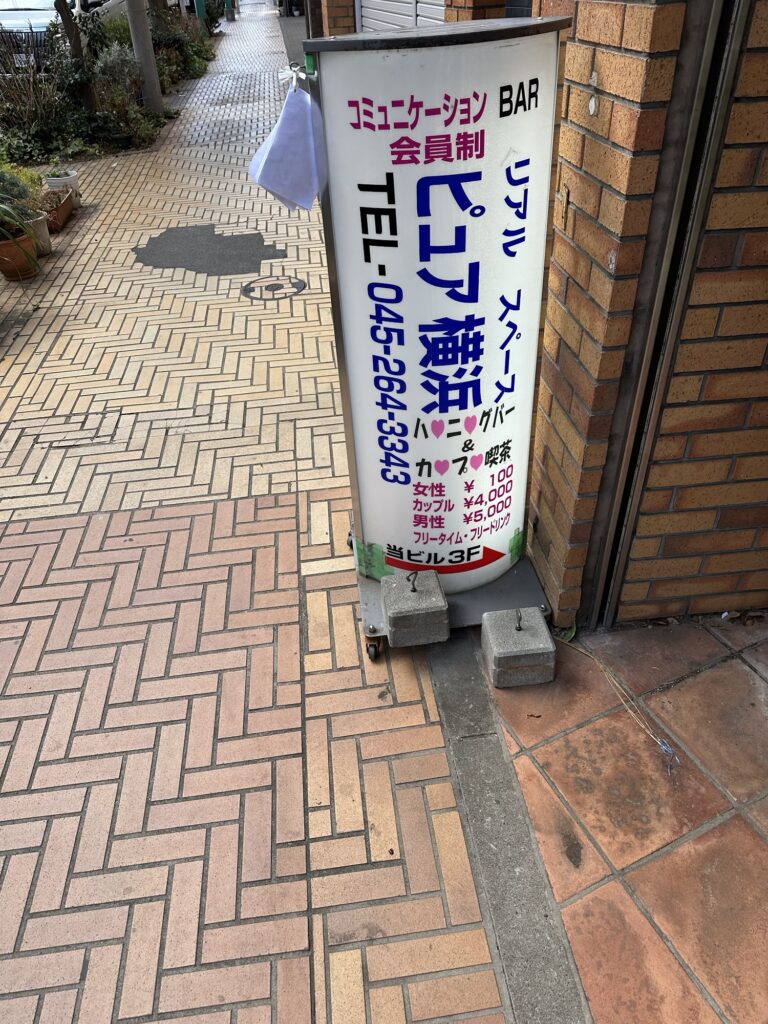 コミュニケーション BAR
会員制
リアル スペース
ピュア横浜
TEL-045-264-3343
ハ♥ニ♥グバー
&
カ♥プ♥喫茶
女性 ¥ 100
カップル ¥4,000
男性 ¥5,000
フリータイム・フリードリンク
当ビル3F